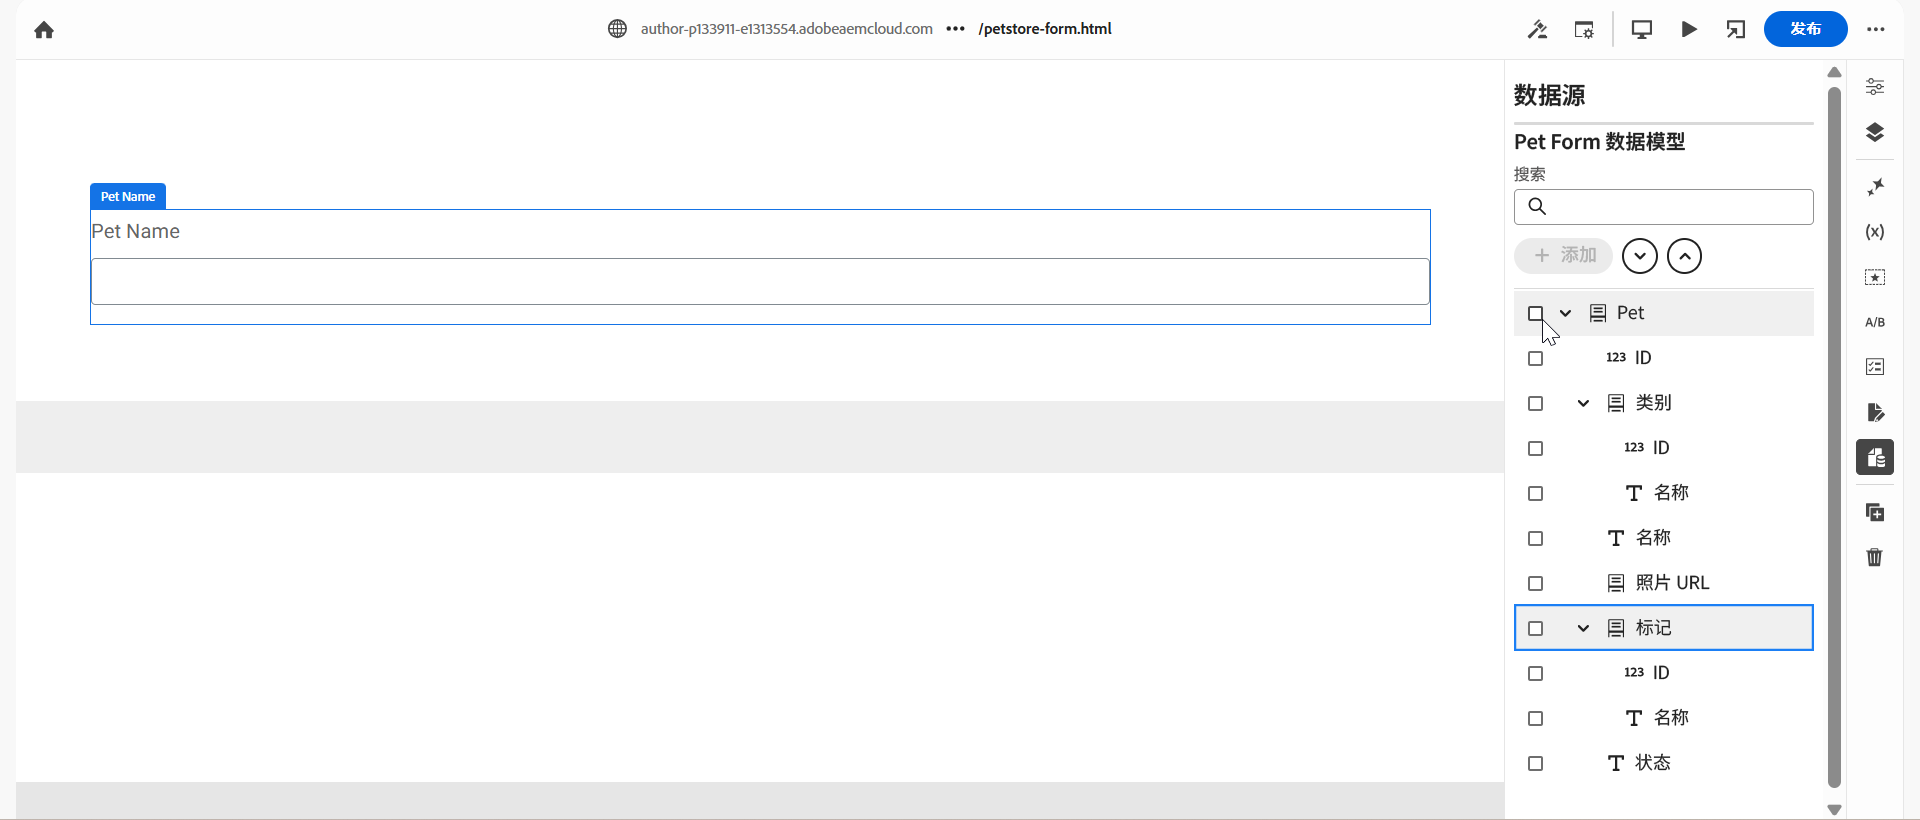 author-p133911-e1313554.adobeaemcloud.com ••• /petstore-form.html
发布
数据源
Pet Form 数据模型
搜索
添加
Pet Name
Pet Name
Pet
123 ID
类别
123 ID
T 名称
T 名称
照片 URL
标记
123 ID
T 名称
T 状态
(x)
A/B